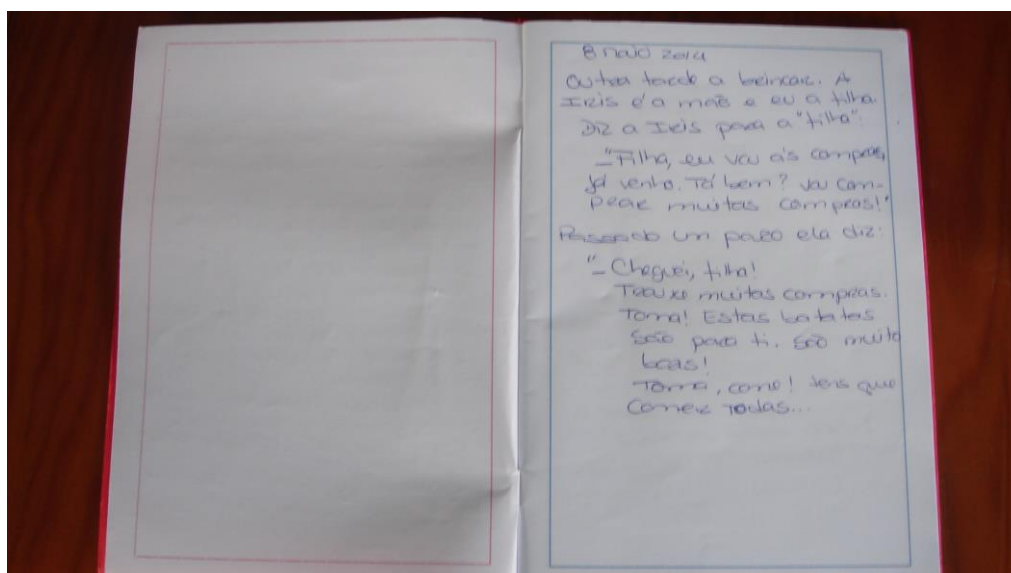 8 maio 2014
Outra tarde a brincar. A
Iris é a mãe e eu a filha.
Diz a Iris para a "filha":
"- Filha, eu vou às compras,
já venho. Tá bem? Vou com-
prar muitas compras!"
Passado um pouco ela diz:
"- Cheguei, filha!
Trouxe muitas compras.
Toma! Estas batatas
são para ti. São muito
boas!
Toma, come! tens que
comer todas...